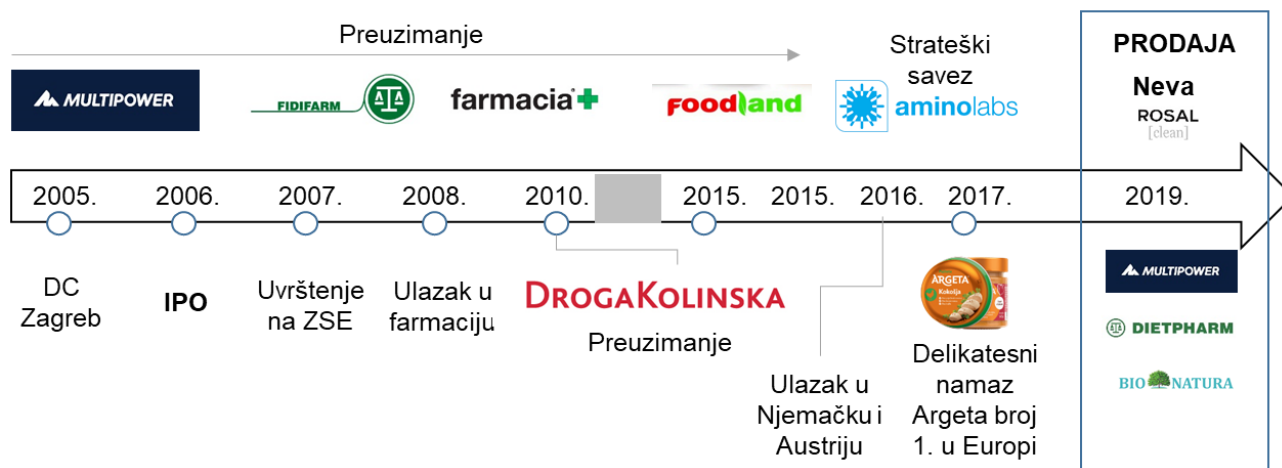 Preuzimanje
MULTIPOWER
FIDIFARM
farmacia+
foodland
Strateški
savez
aminolabs
PRODAJA
Neva
ROSAL
[clean]
2005.
2006.
2007.
2008.
2010.
2015.
2015.
2016.
2017.
2019.
DC
Zagreb
IPO
Uvrštenje
na ZSE
Ulazak u
farmaciju
DROGAKOLINSKA
Preuzimanje
Ulazak u
Njemačku i
Austriju
ARGETA
Kokošja
Delikatesni
namaz
Argeta broj
1. u Europi
MULTIPOWER
DIETPHARM
BIO NATURA